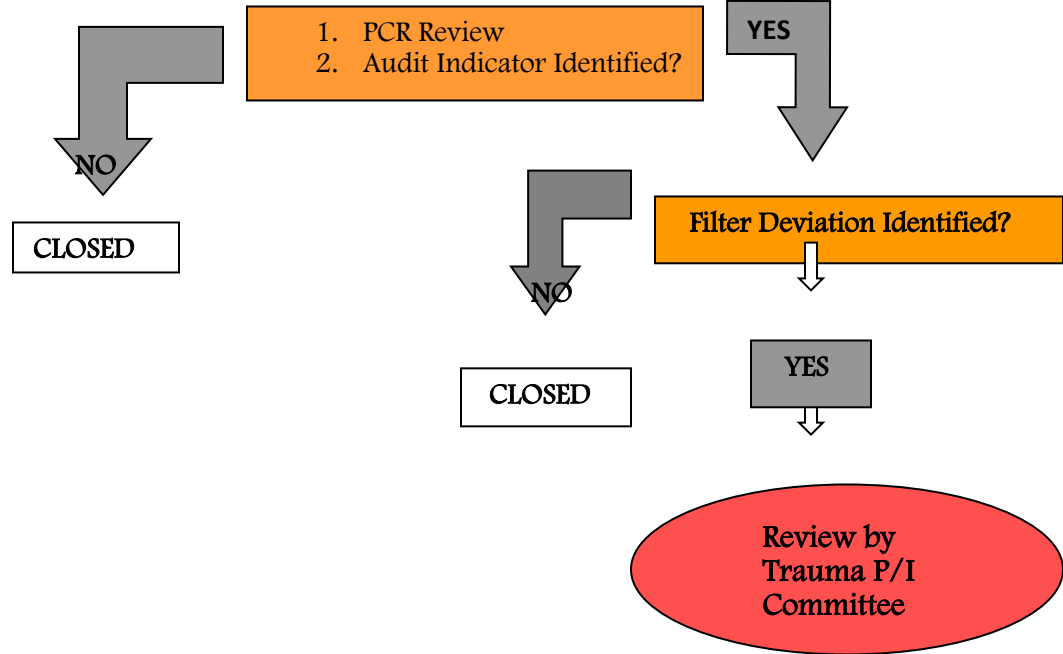 1. PCR Review
2. Audit Indicator Identified?
YES
NO
CLOSED
Filter Deviation Identified?
NO
CLOSED
YES
Review by
Trauma P/I
Committee